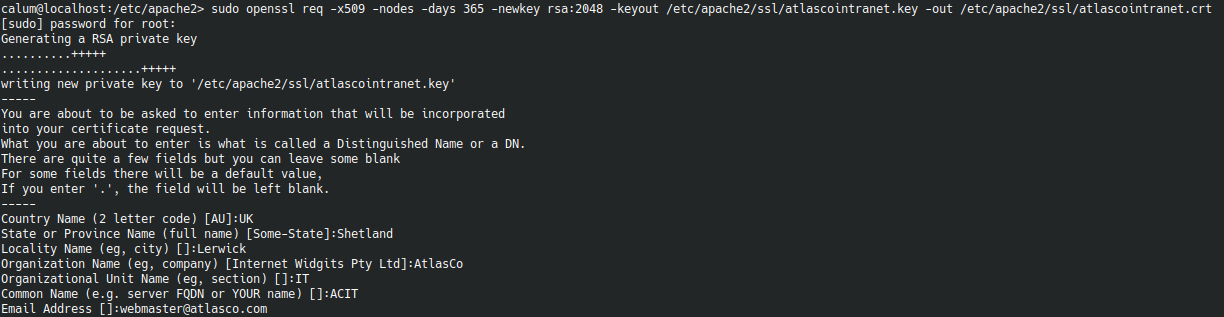 calum@localhost:/etc/apache2> sudo openssl req -x509 -nodes -days 365 -newkey rsa:2048 -keyout /etc/apache2/ssl/atlascointranet.key -out /etc/apache2/ssl/atlascointranet.crt
[sudo] password for root:
Generating a RSA private key
..........+++++
....................+++++
writing new private key to '/etc/apache2/ssl/atlascointranet.key'
-----
You are about to be asked to enter information that will be incorporated
into your certificate request.
What you are about to enter is what is called a Distinguished Name or a DN.
There are quite a few fields but you can leave some blank
For some fields there will be a default value,
If you enter '.', the field will be left blank.
-----
Country Name (2 letter code) [AU]:UK
State or Province Name (full name) [Some-State]:Shetland
Locality Name (eg, city) []:Lerwick
Organization Name (eg, company) [Internet Widgits Pty Ltd]:AtlasCo
Organizational Unit Name (eg, section) []:IT
Common Name (e.g. server FQDN or YOUR name) []:ACIT
Email Address []:webmaster@atlasco.com